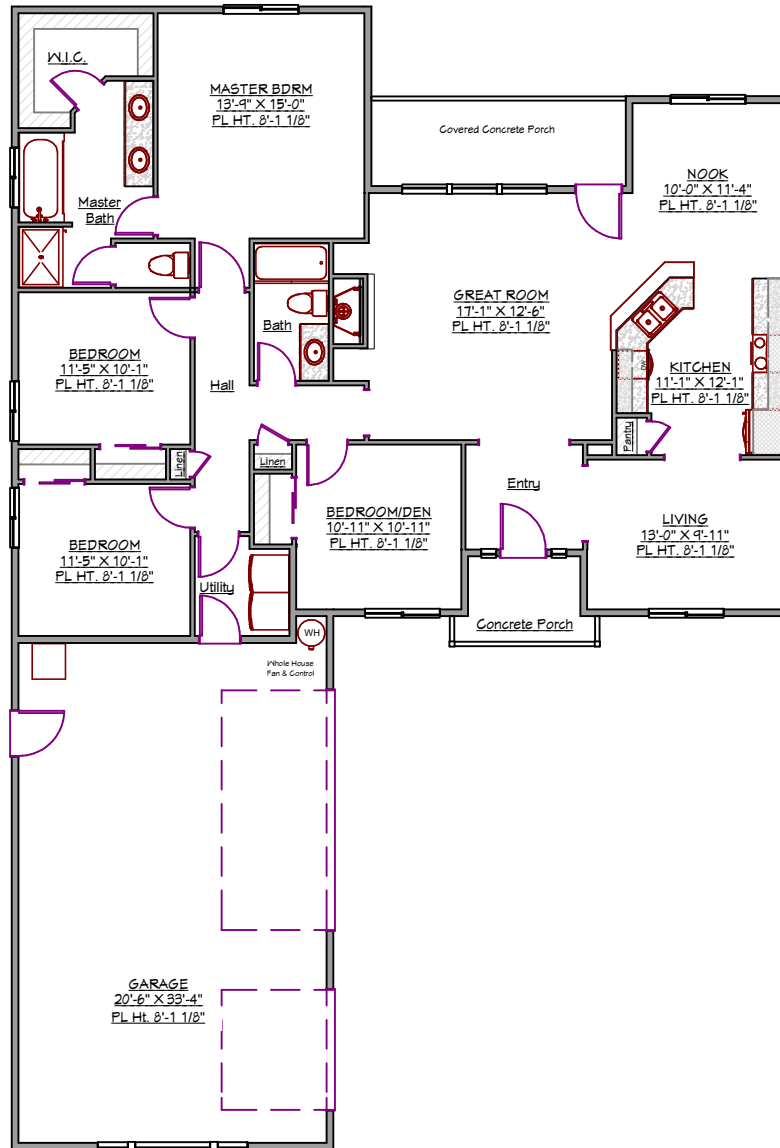 W.I.C.
MASTER BDRM
13'-9" X 15'-0"
PL HT. 8'-1 1/8"
Covered Concrete Porch
NOOK
10'-0" X 11'-4"
PL HT. 8'-1 1/8"
Master
Bath
GREAT ROOM
17'-1" X 12'-6"
PL HT. 8'-1 1/8"
Bath
BEDROOM
11'-5" X 10'-1"
PL HT. 8'-1 1/8"
Hall
DW
KITCHEN
11'-1" X 12'-1"
PL HT. 8'-1 1/8"
Pantry
Linen
Linen
Entry
BEDROOM/DEN
10'-11" X 10'-11"
PL HT. 8'-1 1/8"
LIVING
13'-0" X 9'-11"
PL HT. 8'-1 1/8"
BEDROOM
11'-5" X 10'-1"
PL HT. 8'-1 1/8"
Utility
Concrete Porch
WH
Whole House
Fan & Control
GARAGE
20'-6" X 33'-4"
PL Ht. 8'-1 1/8"